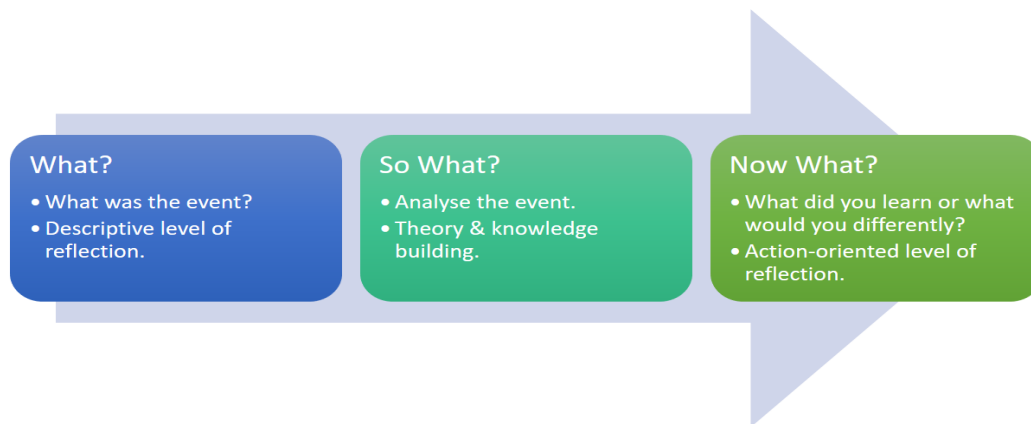 What?
• What was the event?
• Descriptive level of
reflection.
So What?
• Analyse the event.
• Theory & knowledge
building.
Now What?
• What did you learn or what
would you differently?
• Action-oriented level of
reflection.